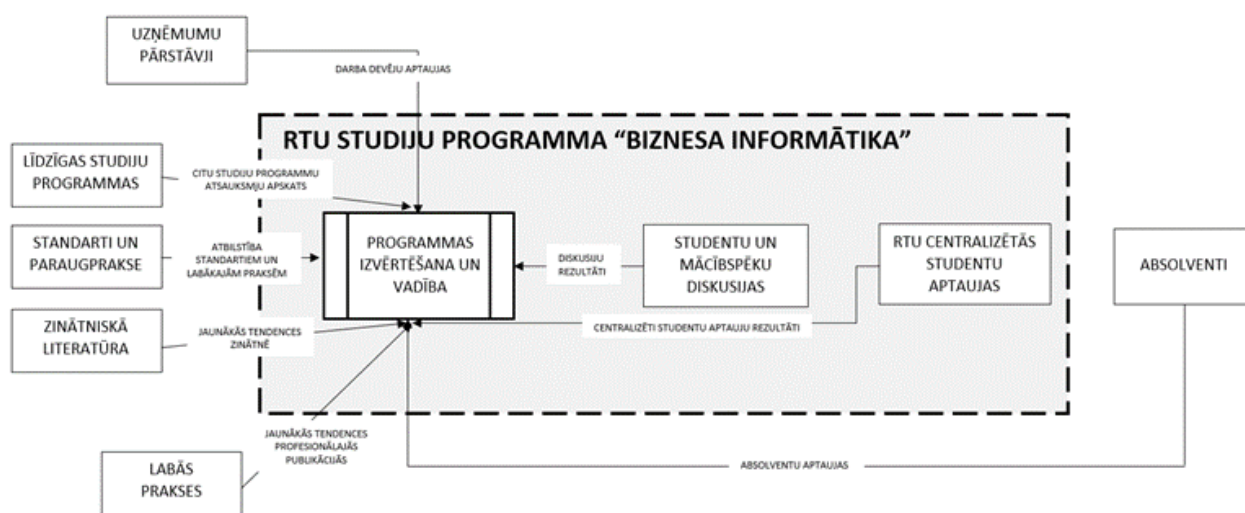 UZŅĒMUMU
PĀRSTĀVJI
DARBA DEVĒJU APTAUJAS
RTU STUDIJU PROGRAMMA “BIZNESA INFORMĀTIKA”
LĪDZĪGAS STUDIJU
PROGRAMMAS
CITU STUDIJU PROGRAMMU
ATSAUKSMJU APSKATS
STANDARTI UN
PARAUGPRAKSE
ATBILSTĪBA
STANDARTIEM UN
LABĀKAJĀM PRAKSĒM
PROGRAMMAS
IZVĒRTĒŠANA UN
VADĪBA
DISKUSIJU
REZULTĀTI
STUDENTU UN
MĀCĪBSPĒKU
DISKUSIJAS
RTU CENTRALIZĒTĀS
STUDENTU
APTAUJAS
ABSOLVENTI
ZINĀTNISKĀ
LITERATŪRA
JAUNĀKĀS TENDENCES
ZINĀTNĒ
CENTRALIZĒTI STUDENTU APTAUJU REZULTĀTI
JAUNĀKĀS TENDENCES
PROFESIONĀLAJĀS
PUBLIKĀCIJĀS
LABĀS
PRAKSES
ABSOLVENTU APTAUJAS